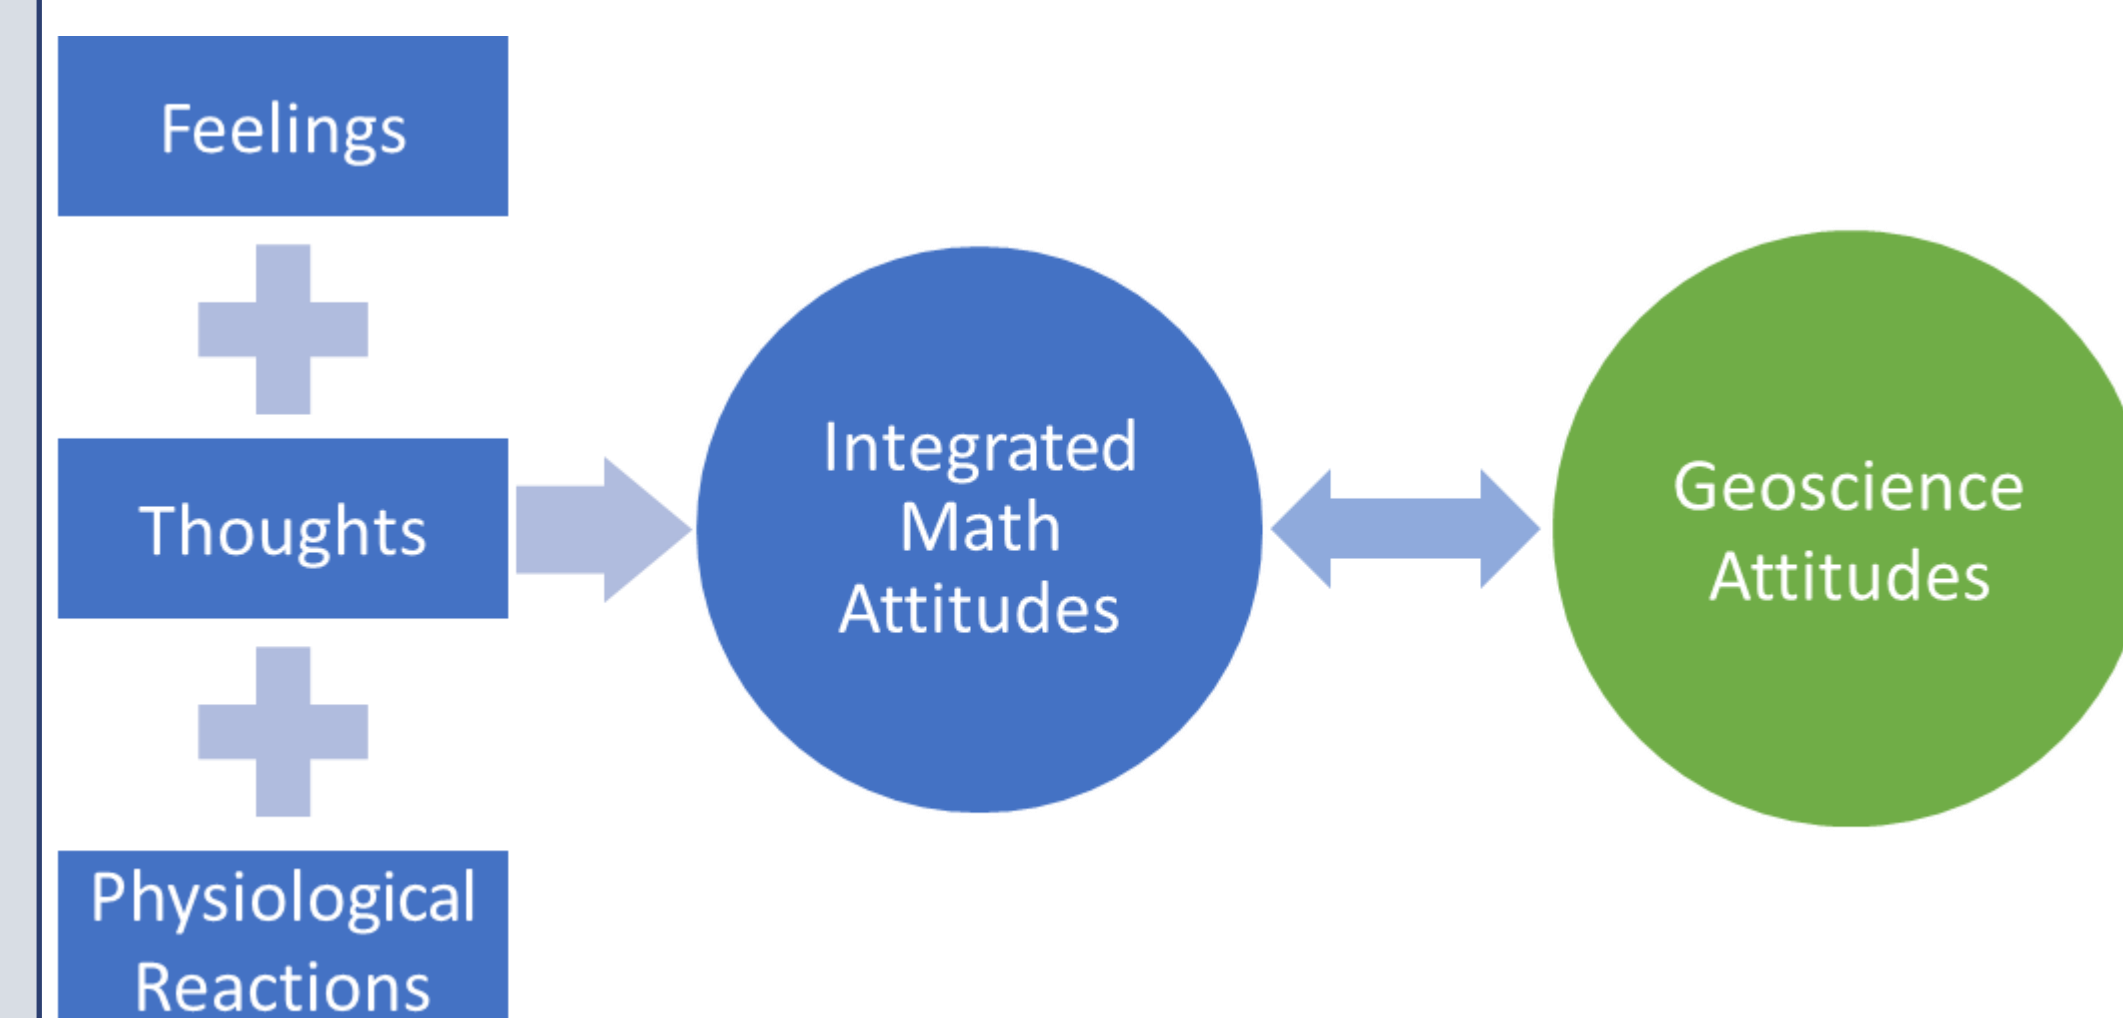 Feelings
Thoughts
Physiological
Reactions
Integrated
Math
Attitudes
Geoscience
Attitudes